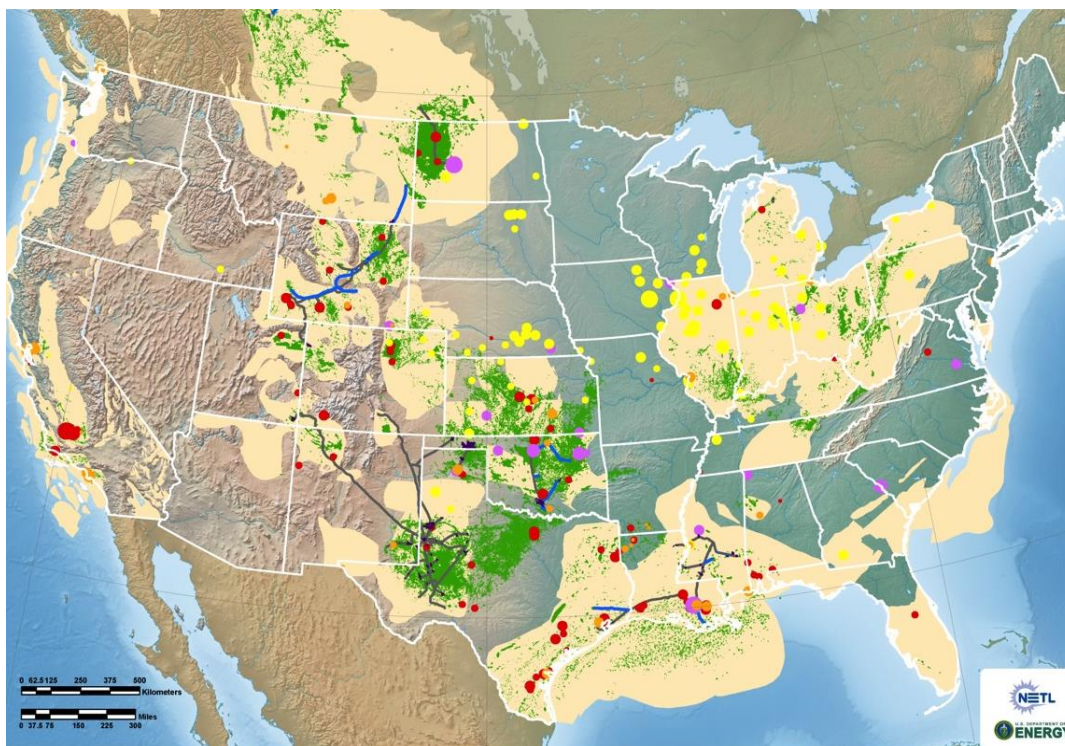 0 62.5 125 250 375 500
Kilometers
Miles
0 37.5 75 150 225 300
NETL
U.S. DEPARTMENT OF
ENERGY